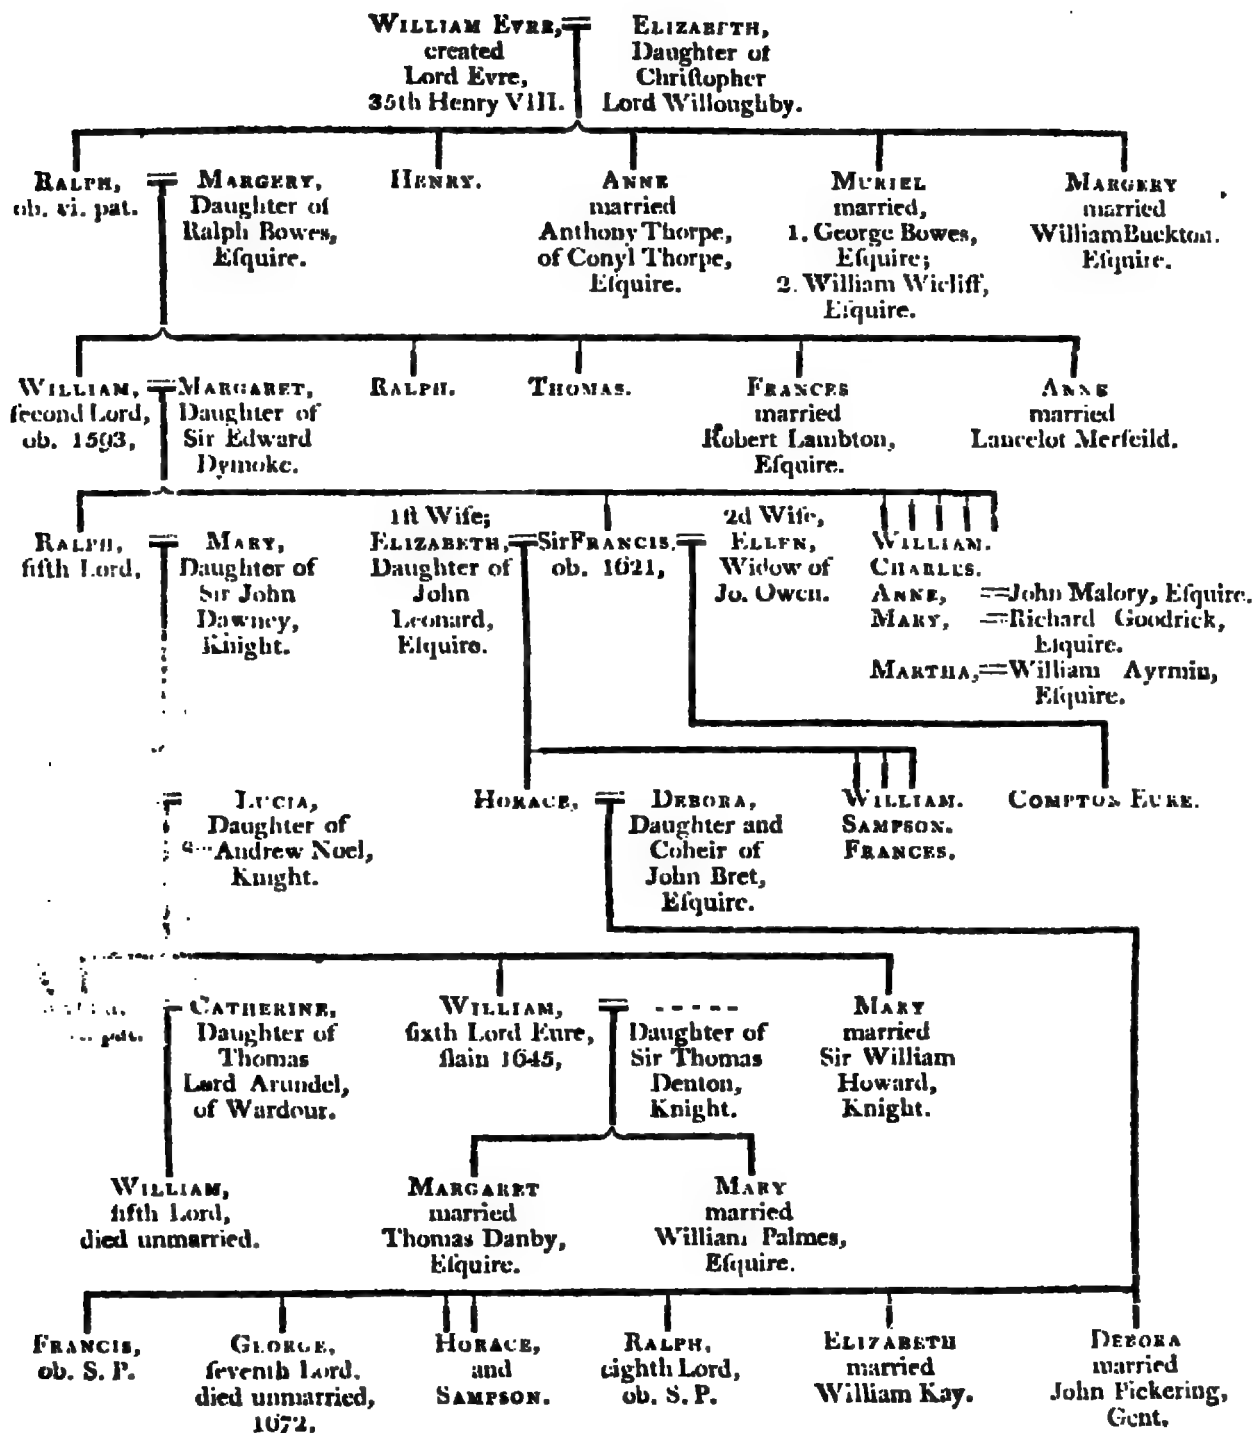 WILLIAM EVRE,
created
Lord Evre,
35th Henry VIII.
ELIZABETH,
Daughter of
Chriſtopher
Lord Willoughby.
RALPH,
ob. vi. pat.
MARGERY,
Daughter of
Ralph Bowes,
Eſquire.
HENRY.
ANNE
married
Anthony Thorpe,
of Conyl Thorpe,
Eſquire.
MURIEL
married,
1. George Bowes,
Eſquire;
2. William Wicliff,
Eſquire.
MARGERY
married
William Buckton.
Eſquire.
WILLIAM,
ſecond Lord,
ob. 1593,
MARGARET,
Daughter of
Sir Edward
Dymoke.
RALPH.
THOMAS.
FRANCES
married
Robert Lambton,
Eſquire.
ANNE
married
Lancelot Merfeild.
RALPH,
fifth Lord,
MARY,
Daughter of
Sir John
Dawney,
Knight.
1ſt Wife;
ELIZABETH,
Daughter of
John
Leonard,
Eſquire.
Sir FRANCIS,
ob. 1621,
2d Wife,
ELLEN,
Widow of
Jo. Owen.
WILLIAM.
CHARLES.
ANNE, = John Malory, Eſquire.
MARY, = Richard Goodrick,
Eſquire.
MARTHA, = William Ayrmin,
Eſquire.
LUCIA,
Daughter of
Andrew Noel,
Knight.
HORACE,
DEBORA,
Daughter and
Coheir of
John Bret,
Eſquire.
WILLIAM.
SAMPSON.
FRANCES.
COMPTON EURE.
pat.
CATHERINE,
Daughter of
Thomas
Lord Arundel,
of Wardour.
WILLIAM,
ſixth Lord Eure,
ſlain 1645,
- - - - - -
Daughter of
Sir Thomas
Denton,
Knight.
MARY
married
Sir William
Howard,
Knight.
WILLIAM,
fifth Lord,
died unmarried.
MARGARET
married
Thomas Danby,
Eſquire.
MARY
married
William Palmes,
Eſquire.
FRANCIS,
ob. S. P.
GEORGE,
ſeventh Lord.
died unmarried,
1672,
HORACE,
and
SAMPSON.
RALPH,
eighth Lord,
ob. S. P.
ELIZABETH
married
William Kay.
DEBORA
married
John Pickering,
Gent.